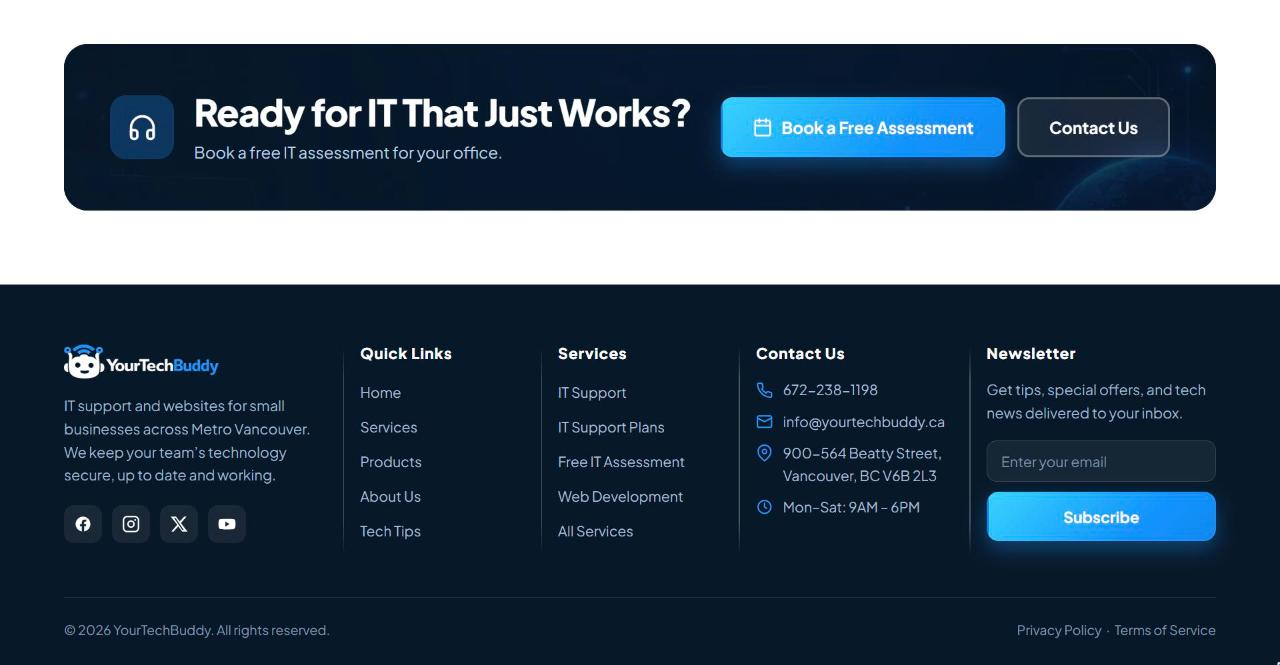 Ready for IT That Just Works?
Book a free IT assessment for your office.
Book a Free Assessment
Contact Us
YourTechBuddy
IT support and websites for small
businesses across Metro Vancouver.
We keep your team's technology
secure, up to date and working.
Quick Links
Home
Services
Products
About Us
Tech Tips
Services
IT Support
IT Support Plans
Free IT Assessment
Web Development
All Services
Contact Us
672-238-1198
info@yourtechbuddy.ca
900-564 Beatty Street,
Vancouver, BC V6B 2L3
Mon–Sat: 9AM – 6PM
Newsletter
Get tips, special offers, and tech
news delivered to your inbox.
Enter your email
Subscribe
© 2026 YourTechBuddy. All rights reserved.
Privacy Policy · Terms of Service